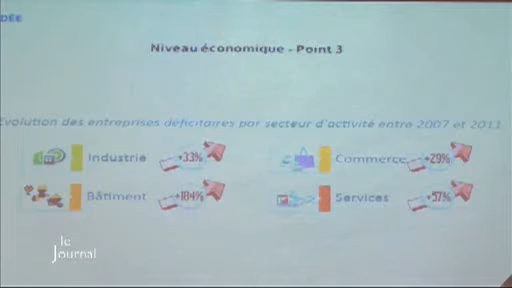 DÉE
Niveau économique - Point 3
Evolution des entreprises déficitaires par secteur d'activité entre 2007 et 2011
Industrie +33% Commerce +29%
Bâtiment +184% Services +57%
le
Journal